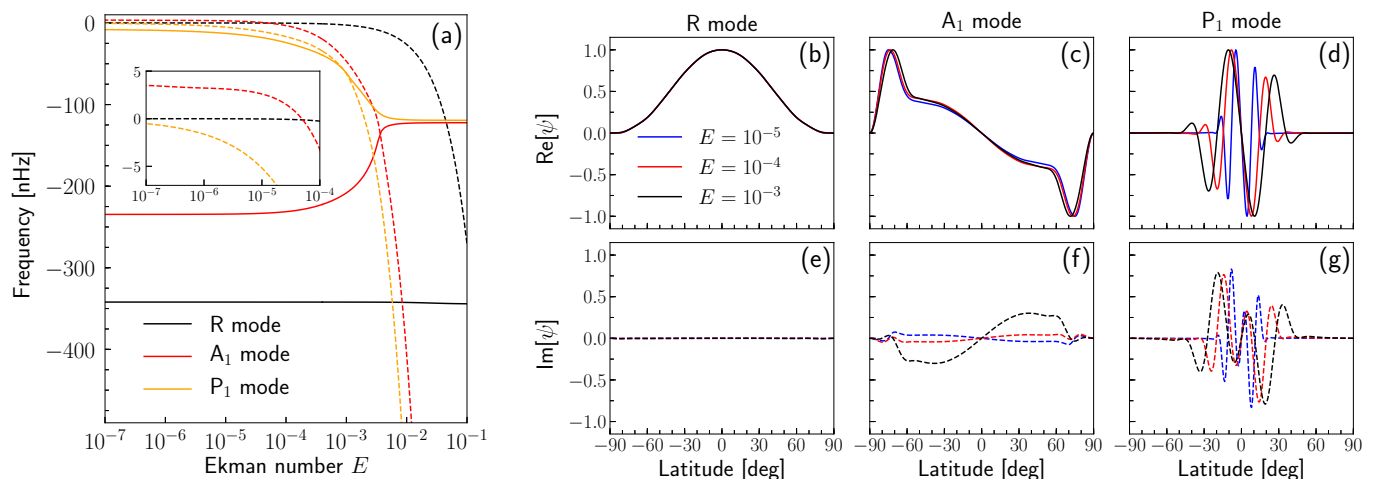 (a)
Frequency [nHz]
0
−100
−150
−200
−250
−300
−350
−400
5
0
−5
10⁻⁷ 10⁻⁶ 10⁻⁵ 10⁻⁴
R mode
A₁ mode
P₁ mode
10⁻⁷ 10⁻⁶ 10⁻⁵ 10⁻⁴ 10⁻³ 10⁻² 10⁻¹
Ekman number E
R mode A₁ mode P₁ mode
(b) (c) (d)
Re[ψ]
1.0
0.5
0.0
−0.5
−1.0
E = 10⁻⁵
E = 10⁻⁴
E = 10⁻³
(e) (f) (g)
Im[ψ]
1.0
0.5
0.0
−0.5
−1.0
−90 −60 −30 0 30 60 −90 −60 −30 0 30 60 −90 −60 −30 0 30 60 90
Latitude [deg] Latitude [deg] Latitude [deg]